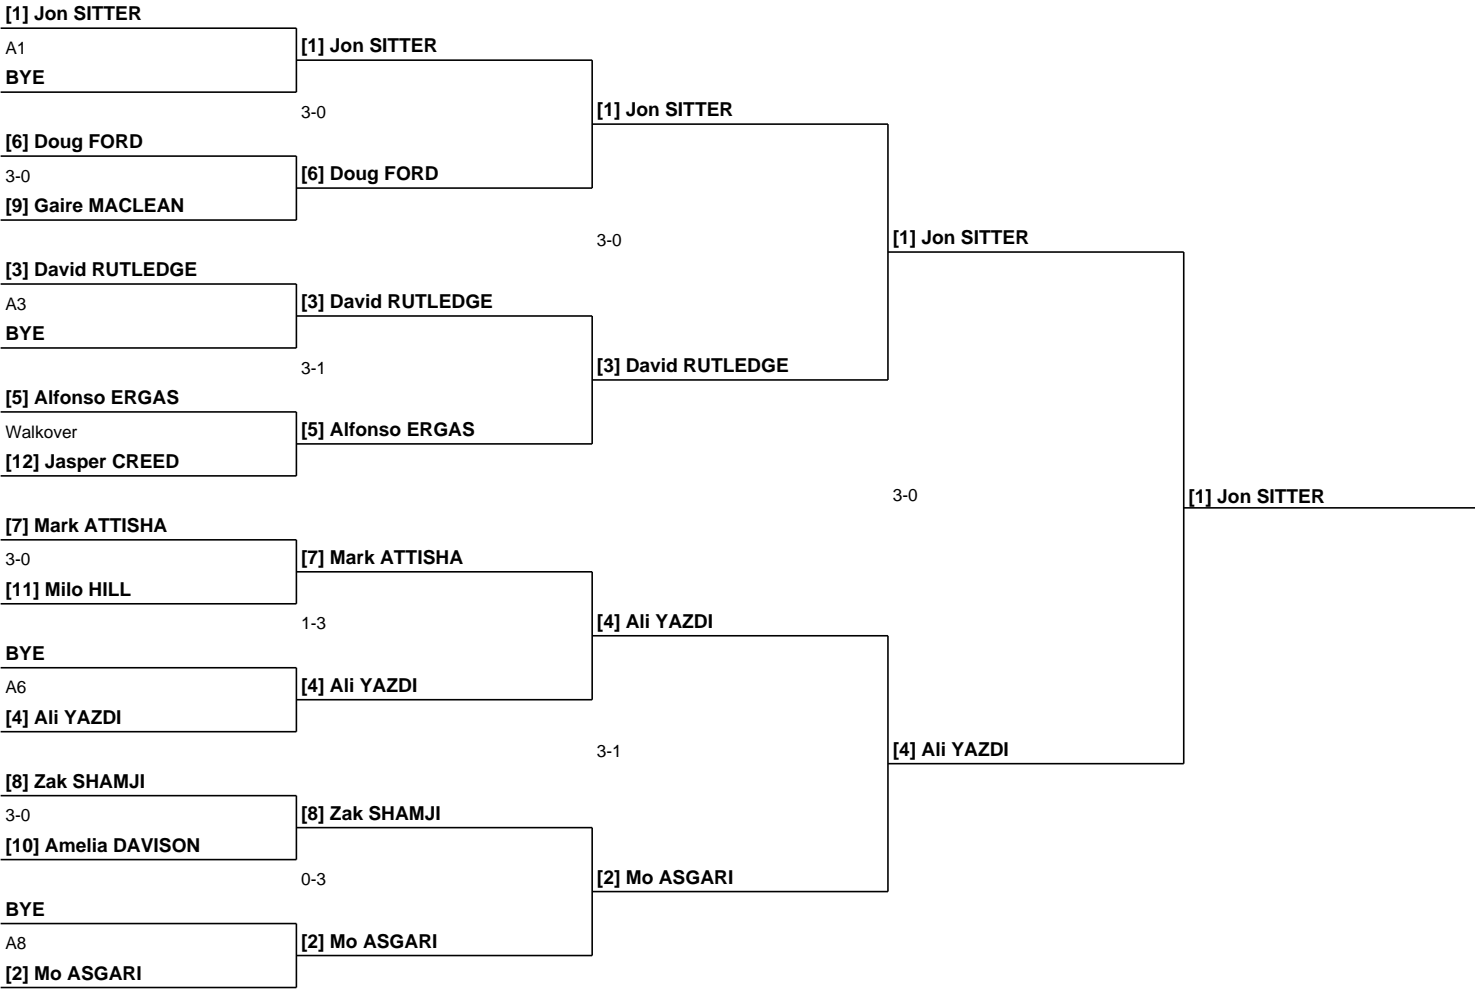 [1] Jon SITTER
A1
BYE
[6] Doug FORD
3-0
[9] Gaire MACLEAN
[3] David RUTLEDGE
A3
BYE
[5] Alfonso ERGAS
Walkover
[12] Jasper CREED
[7] Mark ATTISHA
3-0
[11] Milo HILL
BYE
A6
[4] Ali YAZDI
[8] Zak SHAMJI
3-0
[10] Amelia DAVISON
BYE
A8
[2] Mo ASGARI
[1] Jon SITTER
3-0
[6] Doug FORD
[3] David RUTLEDGE
3-1
[5] Alfonso ERGAS
[7] Mark ATTISHA
1-3
[4] Ali YAZDI
[8] Zak SHAMJI
0-3
[2] Mo ASGARI
[1] Jon SITTER
3-0
[3] David RUTLEDGE
[4] Ali YAZDI
3-1
[2] Mo ASGARI
[1] Jon SITTER
3-0
[4] Ali YAZDI
[1] Jon SITTER